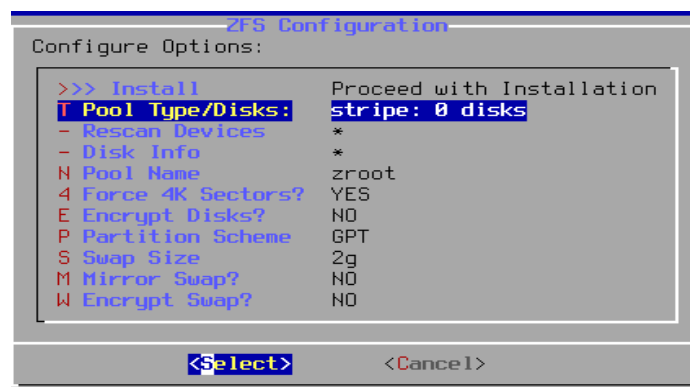 ZFS Configuration
Configure Options:
>>> Install Proceed with Installation
T Pool Type/Disks: stripe: 0 disks
- Rescan Devices *
- Disk Info *
N Pool Name zroot
4 Force 4K Sectors? YES
E Encrypt Disks? NO
P Partition Scheme GPT
S Swap Size 2g
M Mirror Swap? NO
W Encrypt Swap? NO
<Select> <Cancel>